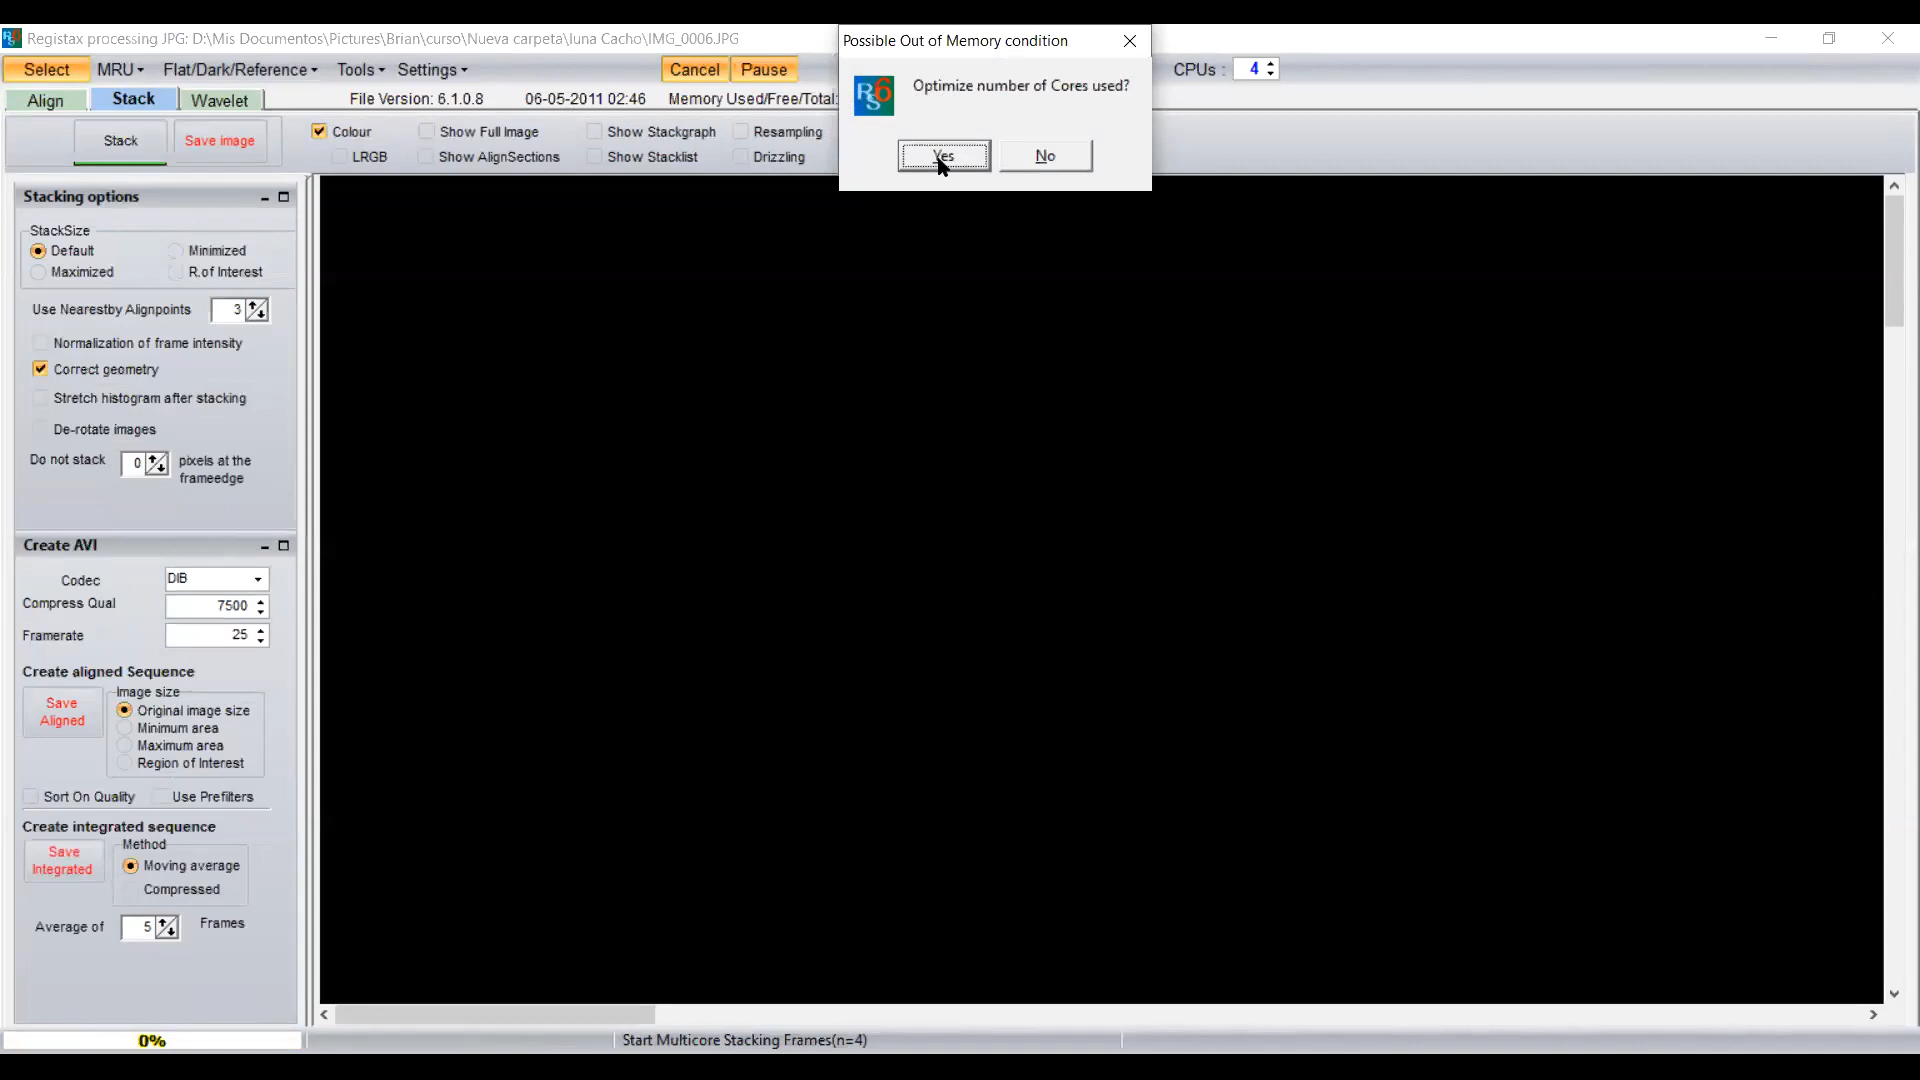 Registax processing JPG: D:\Mis Documentos\Pictures\Brian\curso\Nueva carpeta\luna Cacho\IMG_0006.JPG
Possible Out of Memory condition
Select MRU Flat/Dark/Reference Tools Settings Cancel Pause CPUs : 4
Optimize number of Cores used?
Align Stack Wavelet File Version: 6.1.0.8 06-05-2011 02:46 Memory Used/Free/Total:
Yes No
Stack Save image Colour Show Full Image Show Stackgraph Resampling
LRGB Show AlignSections Show Stacklist Drizzling
Stacking options
StackSize
Default Minimized
Maximized R.of Interest
Use Nearestby Alignpoints 3
Normalization of frame intensity
Correct geometry
Stretch histogram after stacking
De-rotate images
Do not stack 0 pixels at the
frameedge
Create AVI
Codec DIB
Compress Qual 7500
Framerate 25
Create aligned Sequence
Image size
Save
Aligned
Original image size
Minimum area
Maximum area
Region of Interest
Sort On Quality Use Prefilters
Create integrated sequence
Method
Save
Integrated
Moving average
Compressed
Average of 5 Frames
0% Start Multicore Stacking Frames(n=4)